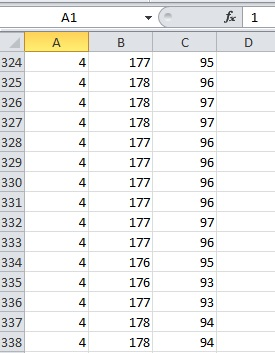 A1 fx 1
A B C D
324 4 177 95
325 4 178 96
326 4 178 97
327 4 178 97
328 4 177 96
329 4 177 96
330 4 177 96
331 4 177 96
332 4 177 97
333 4 177 96
334 4 176 95
335 4 176 93
336 4 177 93
337 4 178 94
338 4 178 94